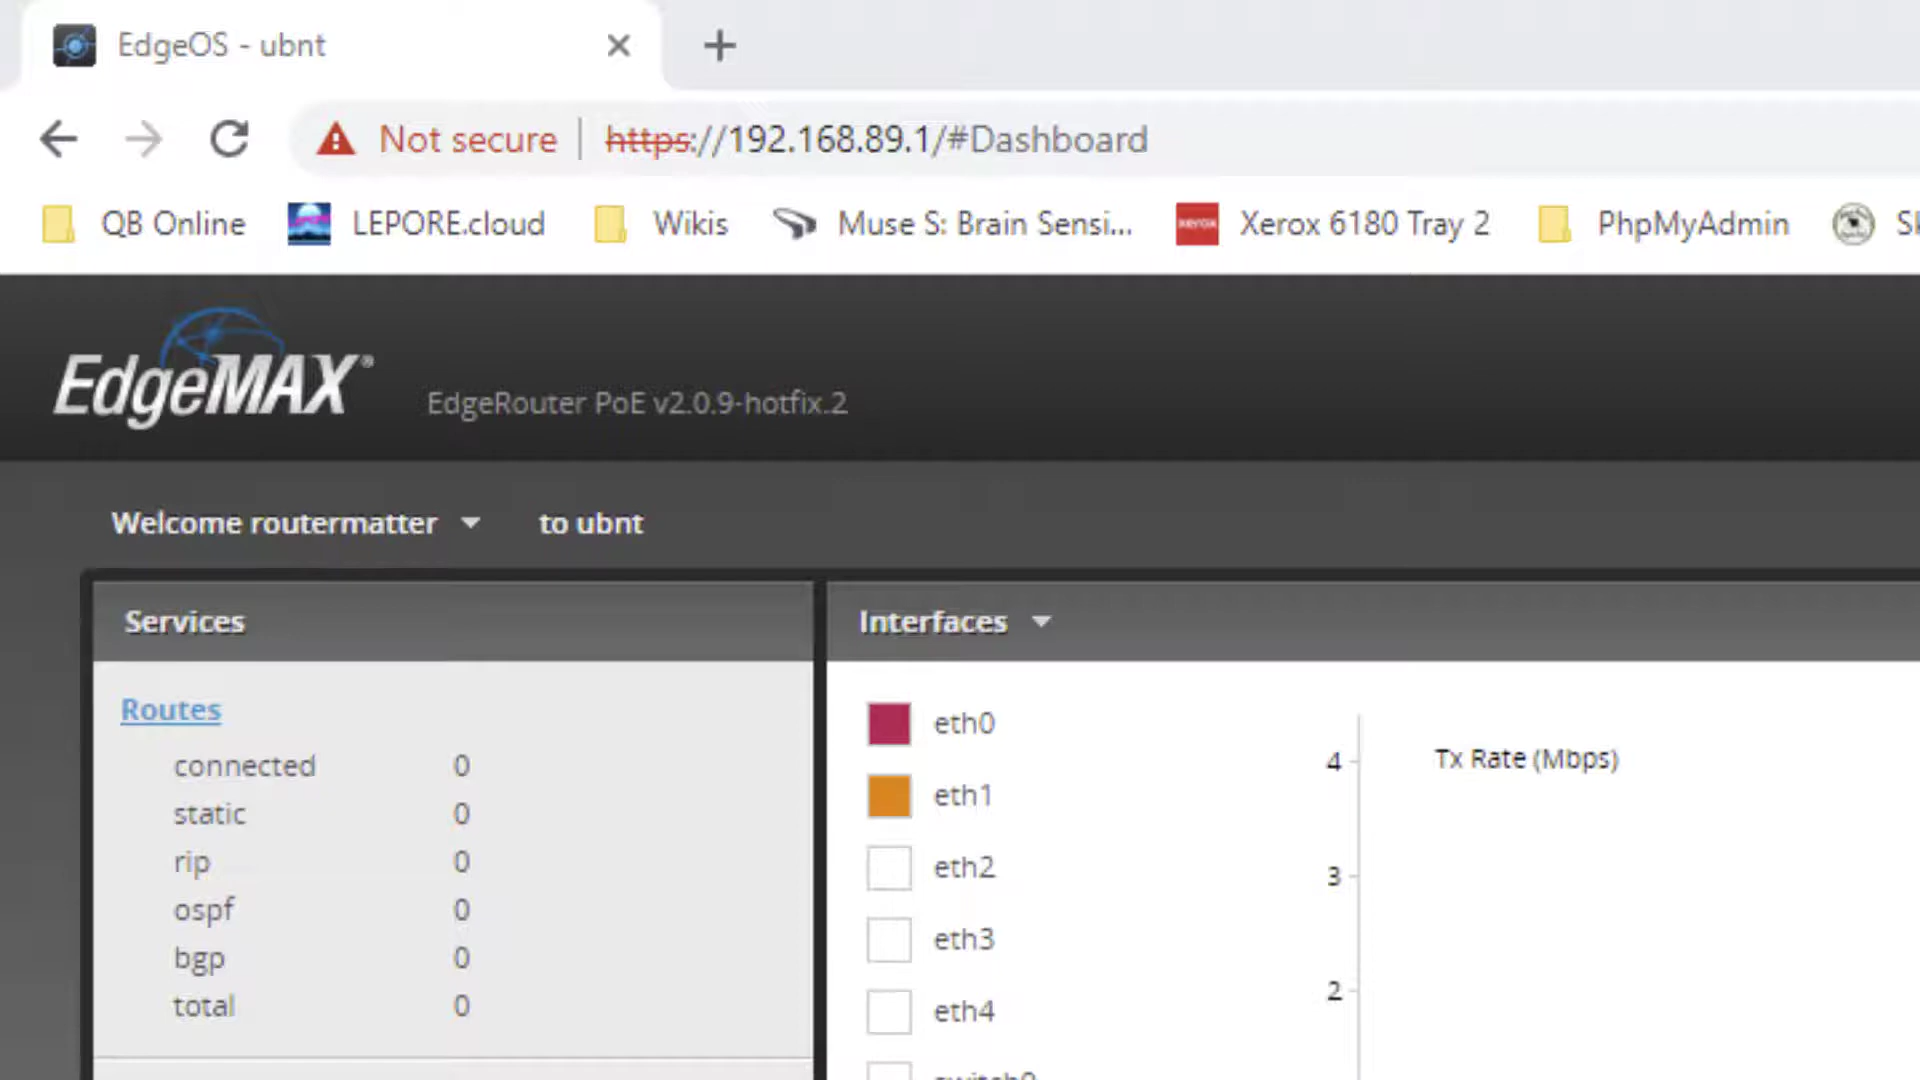 EdgeOS - ubnt
Not secure https://192.168.89.1/#Dashboard
QB Online LEPORE.cloud Wikis Muse S: Brain Sensi... xerox Xerox 6180 Tray 2 PhpMyAdmin
EdgeMAX® EdgeRouter PoE v2.0.9-hotfix.2
Welcome routermatter to ubnt
Services
Interfaces
Routes
connected 0
static 0
rip 0
ospf 0
bgp 0
total 0
eth0
eth1
eth2
eth3
eth4
switch0
Tx Rate (Mbps)
4
3
2